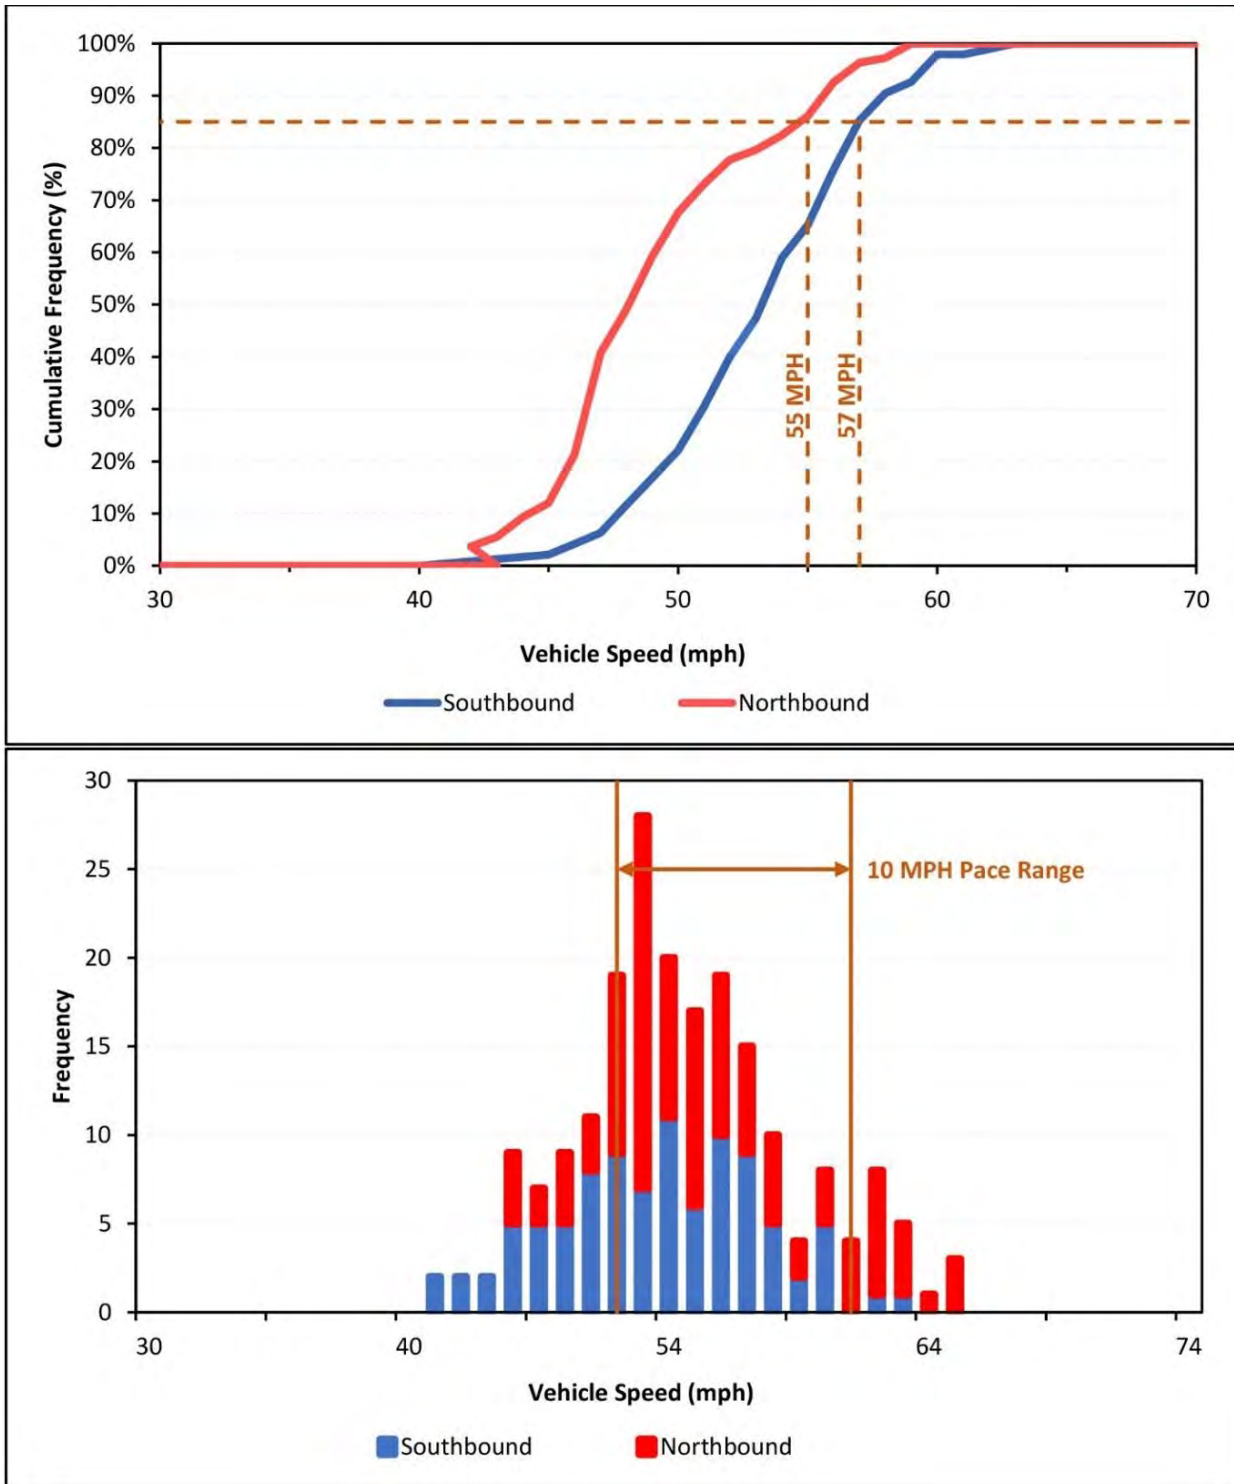 100%
90%
80%
70%
60%
50%
40%
30%
20%
10%
0%
Cumulative Frequency (%)
55 MPH
57 MPH
30 40 50 60 70
Vehicle Speed (mph)
Southbound Northbound
30
25
20
15
10
5
0
Frequency
10 MPH Pace Range
30 40 54 64 74
Vehicle Speed (mph)
Southbound Northbound